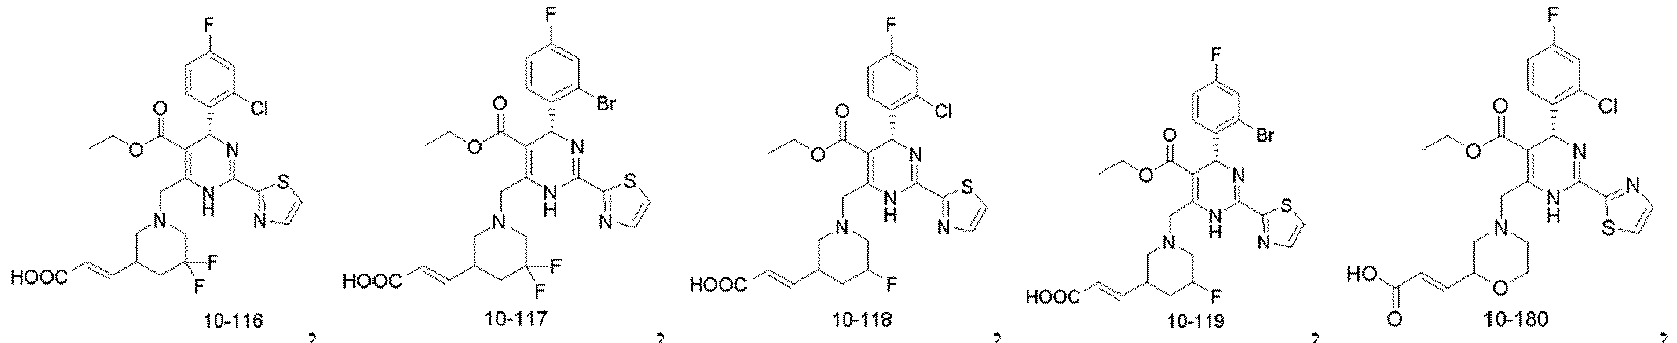 F F F F F
Cl Br Cl Br Cl
O O O O O
O O O O O
N N N N N
S S S S N
N H N H N H N H N H
N N N N S
N N N N N
F F F F F F
HOOC HOOC HOOC HOOC HO O O
10-116 , 10-117 , 10-118 , 10-119 , 10-180 ,